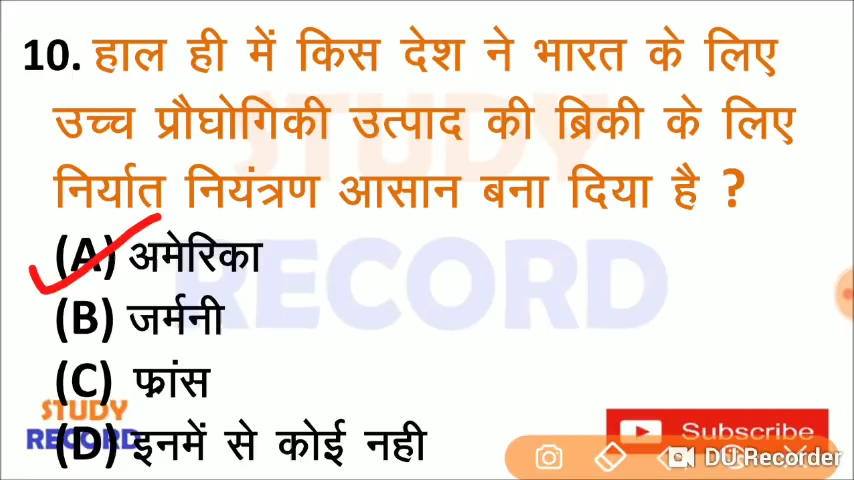 10. हाल ही में किस देश ने भारत के लिए
उच्च प्रौघोगिकी उत्पाद की ब्रिकी के लिए
निर्यात नियंत्रण आसान बना दिया है ?
STUDY
RECORD
(A) अमेरिका
(B) जर्मनी
(C) फ्रांस
(D) इनमें से कोई नही
STUDY
RECORD
Subscribe
DU Recorder